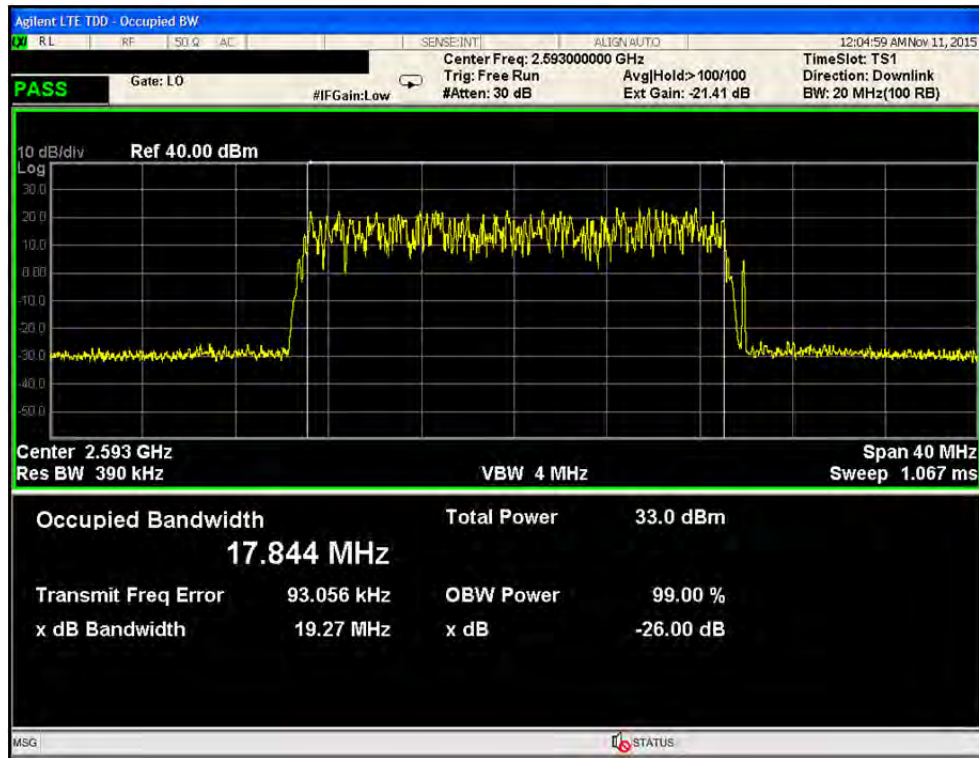 Agilent LTE TDD - Occupied BW
RL RF 50 Ω AC SENSE:INT ALIGN AUTO 12:04:59 AM Nov 11, 2015
Center Freq: 2.593000000 GHz TimeSlot: TS1
PASS Gate: LO Trig: Free Run Avg|Hold:> 100/100 Direction: Downlink
#IFGain:Low #Atten: 30 dB Ext Gain: -21.41 dB BW: 20 MHz(100 RB)
10 dB/div Ref 40.00 dBm
Log
30.0
20.0
10.0
0.00
-10.0
-20.0
-30.0
-40.0
-50.0
Center 2.593 GHz Span 40 MHz
Res BW 390 kHz VBW 4 MHz Sweep 1.067 ms
Occupied Bandwidth Total Power 33.0 dBm
17.844 MHz
Transmit Freq Error 93.056 kHz OBW Power 99.00 %
x dB Bandwidth 19.27 MHz x dB -26.00 dB
MSG STATUS